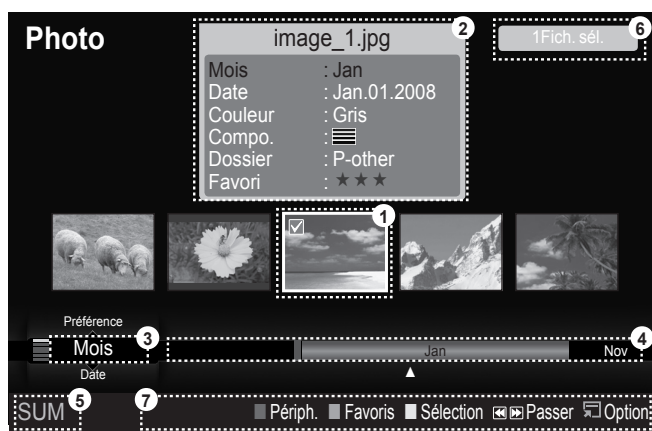 Photo
image_1.jpg
2
1Fich. sél.
6
Mois : Jan
Date : Jan.01.2008
Couleur : Gris
Compo. :
Dossier : P-other
Favori : ★★★
1
Préférence
Mois
3
Jan
Nov
4
Date
SUM
5
7
Périph. Favoris Sélection Passer Option